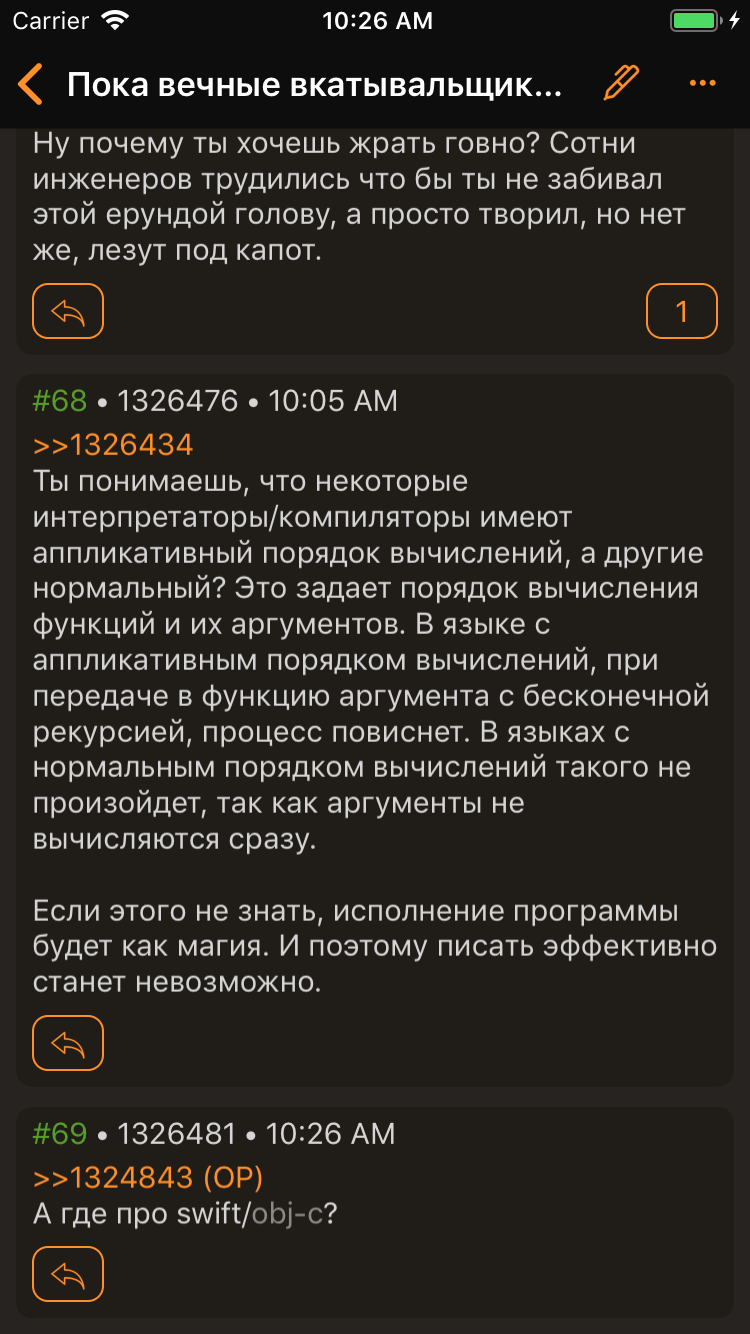 Carrier 10:26 AM
Пока вечные вкатывальщик...
Ну почему ты хочешь жрать говно? Сотни
инженеров трудились что бы ты не забивал
этой ерундой голову, а просто творил, но нет
же, лезут под капот.
1
#68 • 1326476 • 10:05 AM
>>1326434
Ты понимаешь, что некоторые
интерпретаторы/компиляторы имеют
аппликативный порядок вычислений, а другие
нормальный? Это задает порядок вычисления
функций и их аргументов. В языке с
аппликативным порядком вычислений, при
передаче в функцию аргумента с бесконечной
рекурсией, процесс повиснет. В языках с
нормальным порядком вычислений такого не
произойдет, так как аргументы не
вычисляются сразу.
Если этого не знать, исполнение программы
будет как магия. И поэтому писать эффективно
станет невозможно.
#69 • 1326481 • 10:26 AM
>>1324843 (OP)
А где про swift/obj-c?